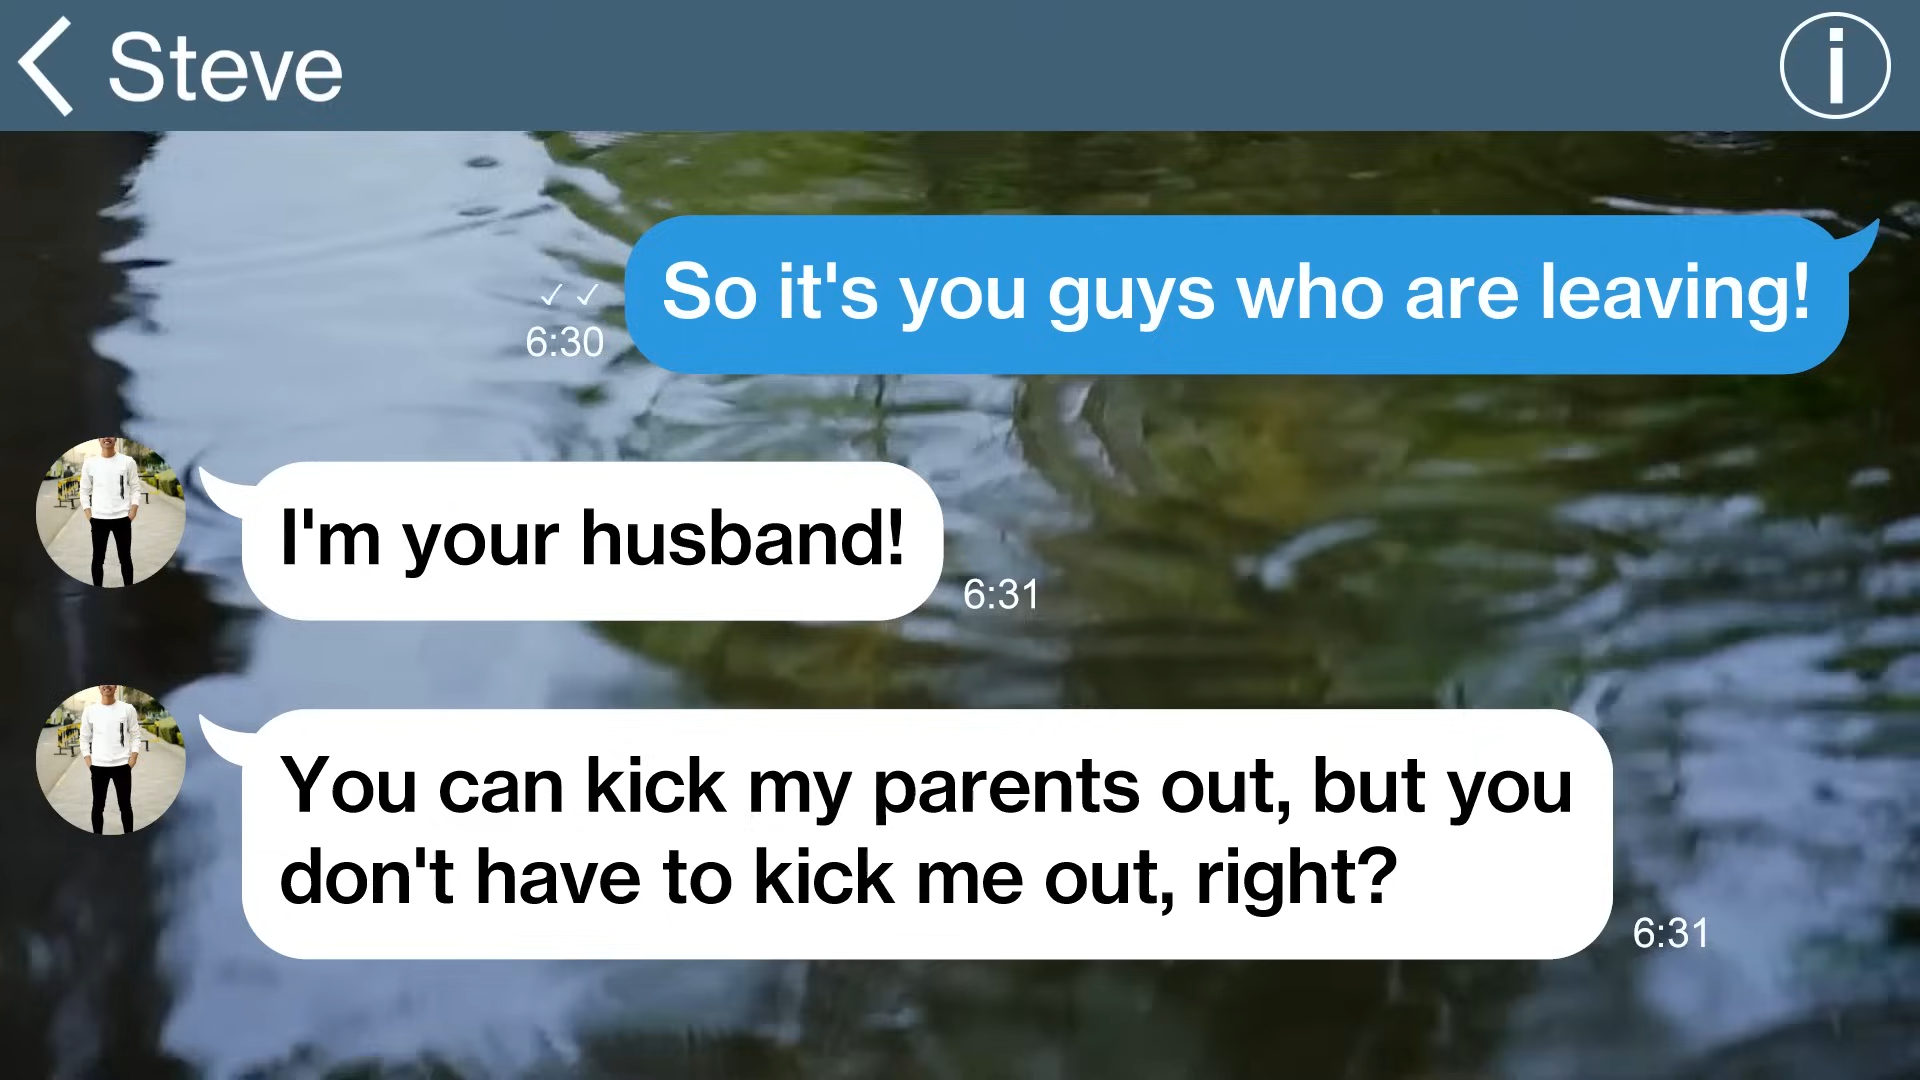 Steve
So it's you guys who are leaving!
6:30
I'm your husband!
6:31
You can kick my parents out, but you
don't have to kick me out, right?
6:31